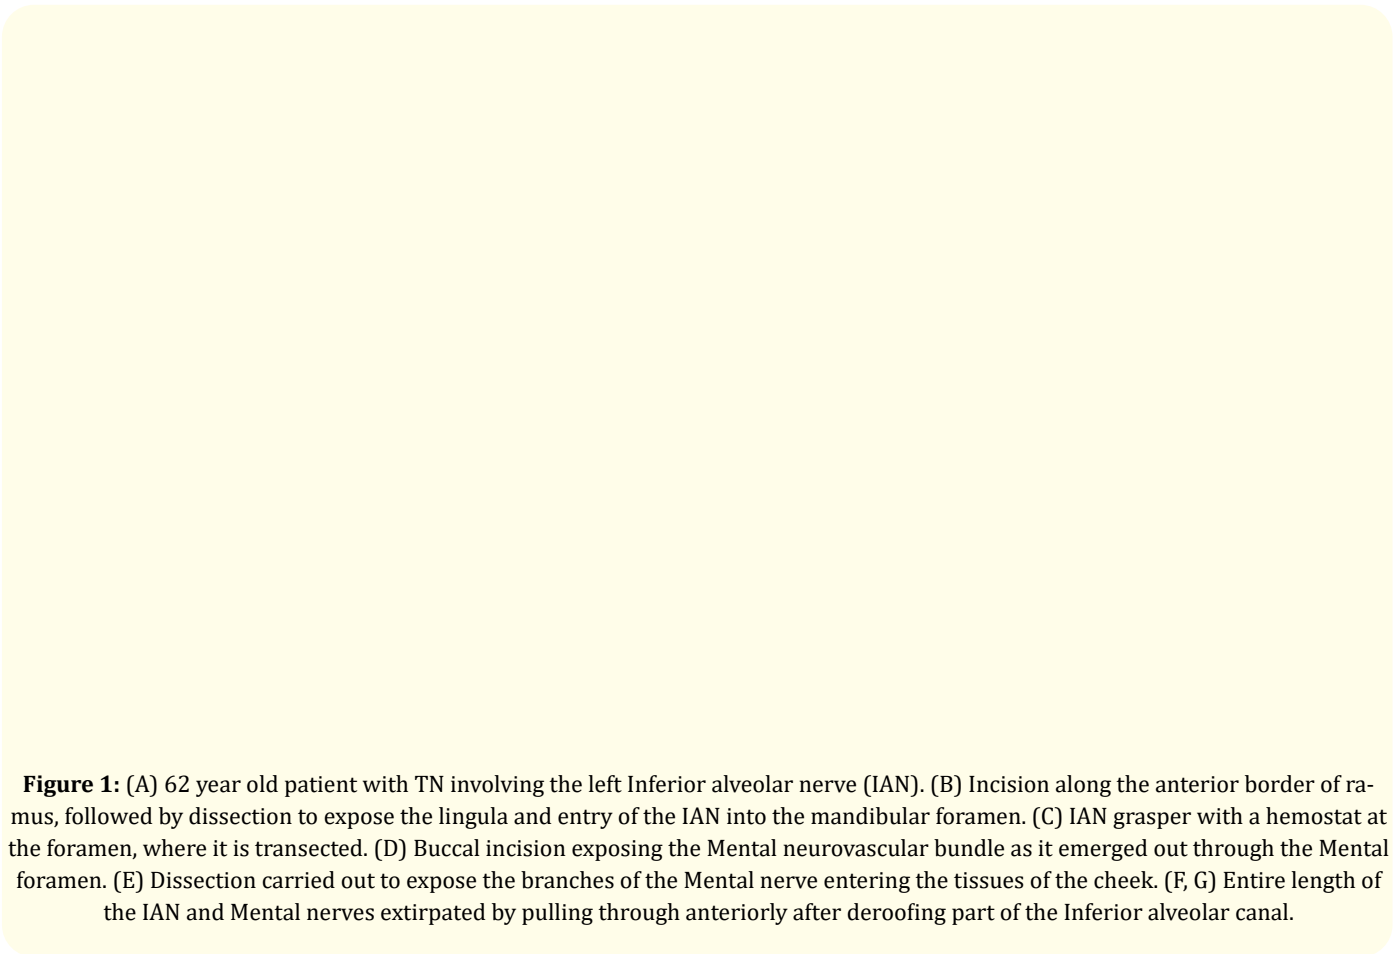 Figure 1: (A) 62 year old patient with TN involving the left Inferior alveolar nerve (IAN). (B) Incision along the anterior border of ra-
mus, followed by dissection to expose the lingula and entry of the IAN into the mandibular foramen. (C) IAN grasper with a hemostat at
the foramen, where it is transected. (D) Buccal incision exposing the Mental neurovascular bundle as it emerged out through the Mental
foramen. (E) Dissection carried out to expose the branches of the Mental nerve entering the tissues of the cheek. (F, G) Entire length of
the IAN and Mental nerves extirpated by pulling through anteriorly after deroofing part of the Inferior alveolar canal.